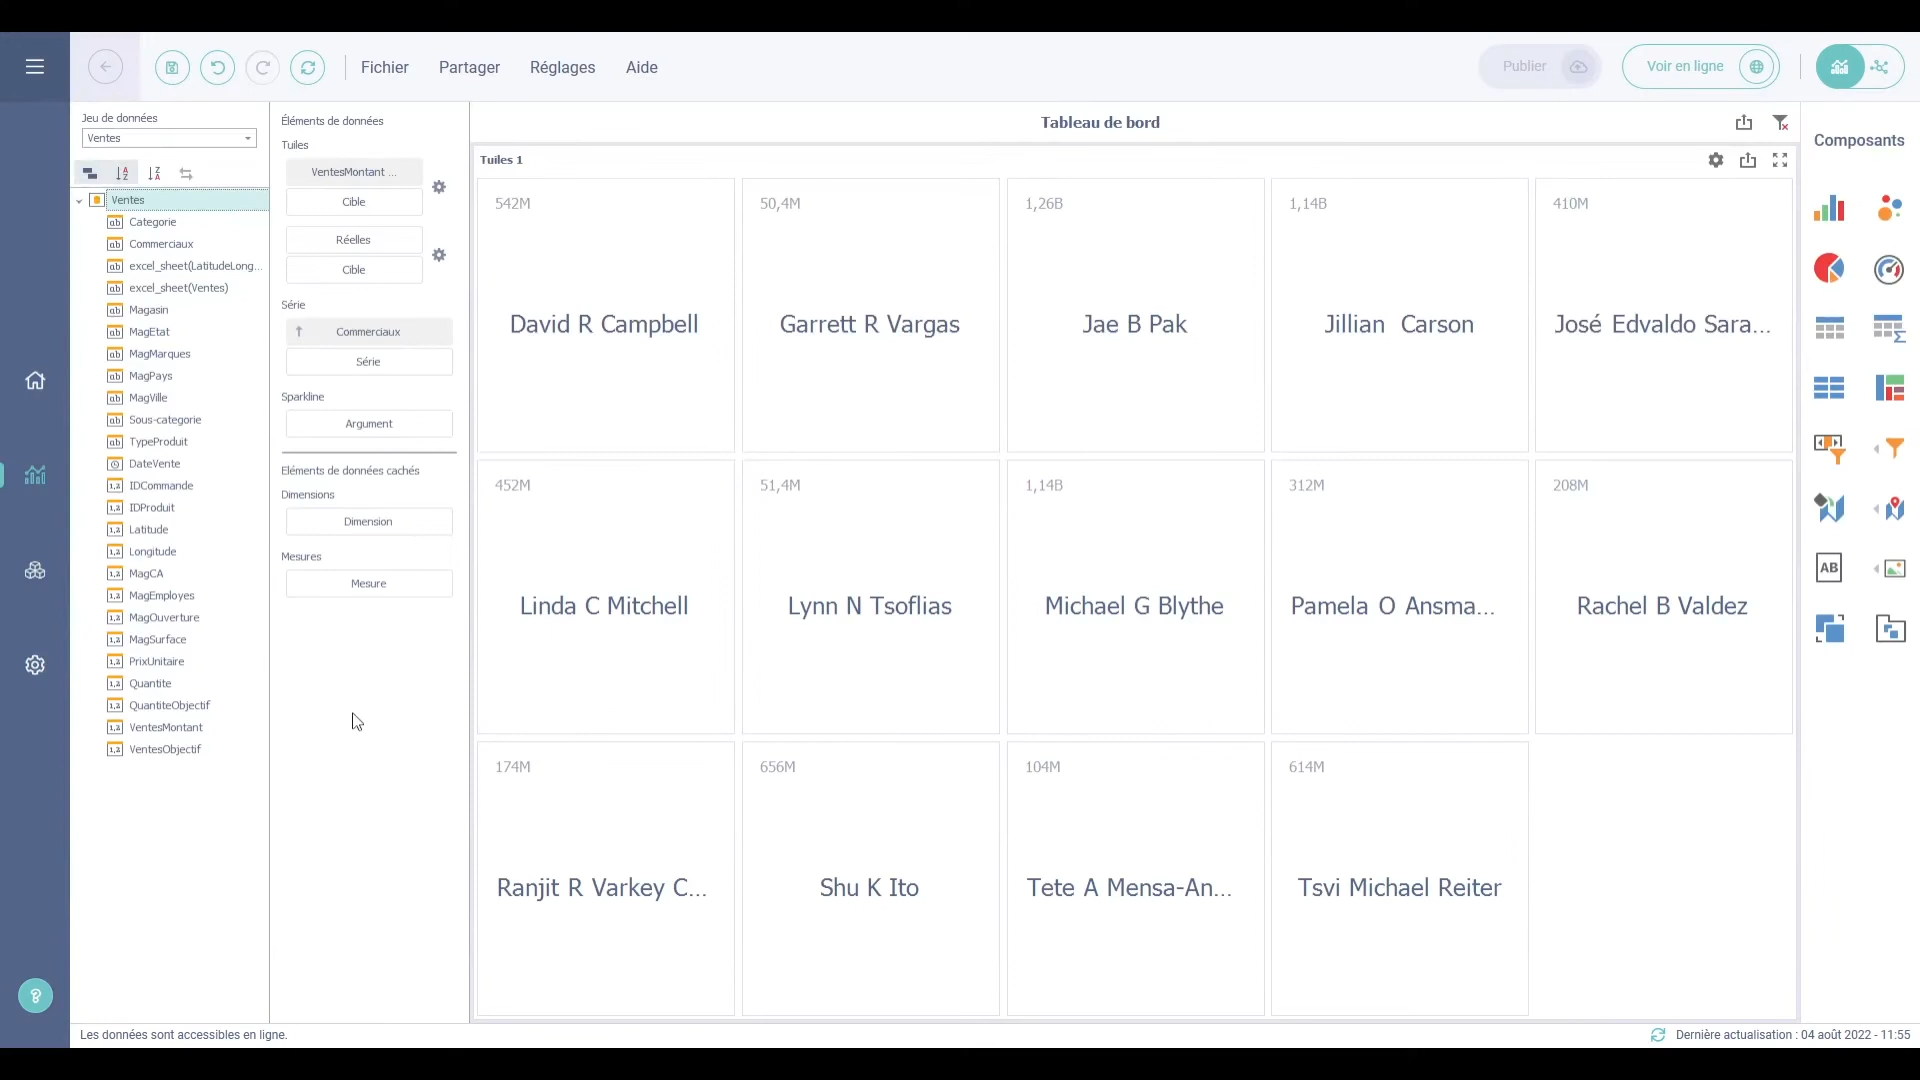 Fichier
Partager
Réglages
Aide
Publier
Voir en ligne
Jeu de données
Ventes
Ventes
Categorie
Commerciaux
excel_sheet(LatitudeLong...
excel_sheet(Ventes)
Magasin
MagEtat
MagMarques
MagPays
MagVille
Sous-categorie
TypeProduit
DateVente
IDCommande
IDProduit
Latitude
Longitude
MagCA
MagEmployes
MagOuverture
MagSurface
PrixUnitaire
Quantite
QuantiteObjectif
VentesMontant
VentesObjectif
Éléments de données
Tuiles
VentesMontant ...
Cible
Réelles
Cible
Série
Commerciaux
Série
Sparkline
Argument
Eléments de données cachés
Dimensions
Dimension
Mesures
Mesure
Tableau de bord
Tuiles 1
542M
David R Campbell
50,4M
Garrett R Vargas
1,26B
Jae B Pak
1,14B
Jillian  Carson
410M
José Edvaldo Sara...
452M
Linda C Mitchell
51,4M
Lynn N Tsoflias
1,14B
Michael G Blythe
312M
Pamela O Ansma...
208M
Rachel B Valdez
174M
Ranjit R Varkey C...
656M
Shu K Ito
104M
Tete A Mensa-An...
614M
Tsvi Michael Reiter
Composants
AB
Les données sont accessibles en ligne.
Dernière actualisation : 04 août 2022 - 11:55